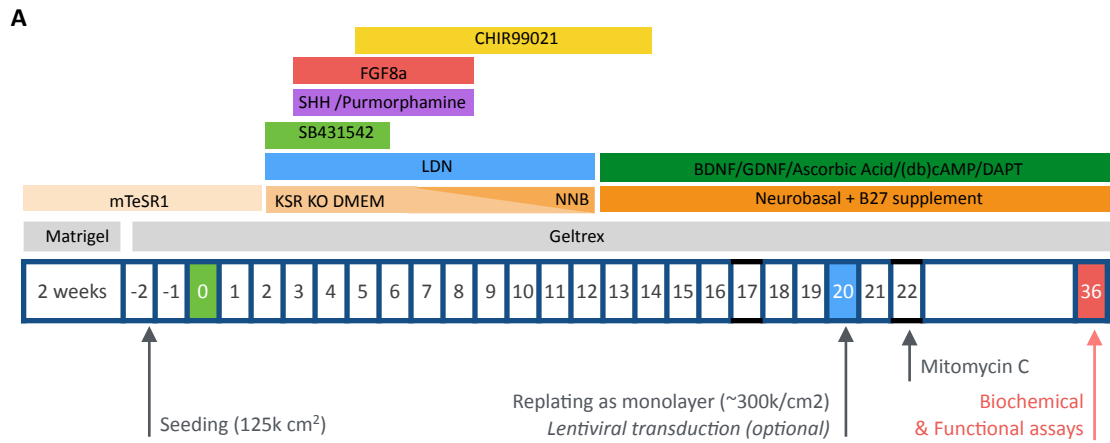 A
CHIR99021
FGF8a
SHH /Purmorphamine
SB431542
LDN
BDNF/GDNF/Ascorbic Acid/(db)cAMP/DAPT
mTeSR1
KSR KO DMEM
NNB
Neurobasal + B27 supplement
Matrigel
Geltrex
2 weeks -2 -1 0 1 2 3 4 5 6 7 8 9 10 11 12 13 14 15 16 17 18 19 20 21 22 36
Seeding (125k cm²)
Replating as monolayer (~300k/cm2)
Lentiviral transduction (optional)
Mitomycin C
Biochemical
& Functional assays